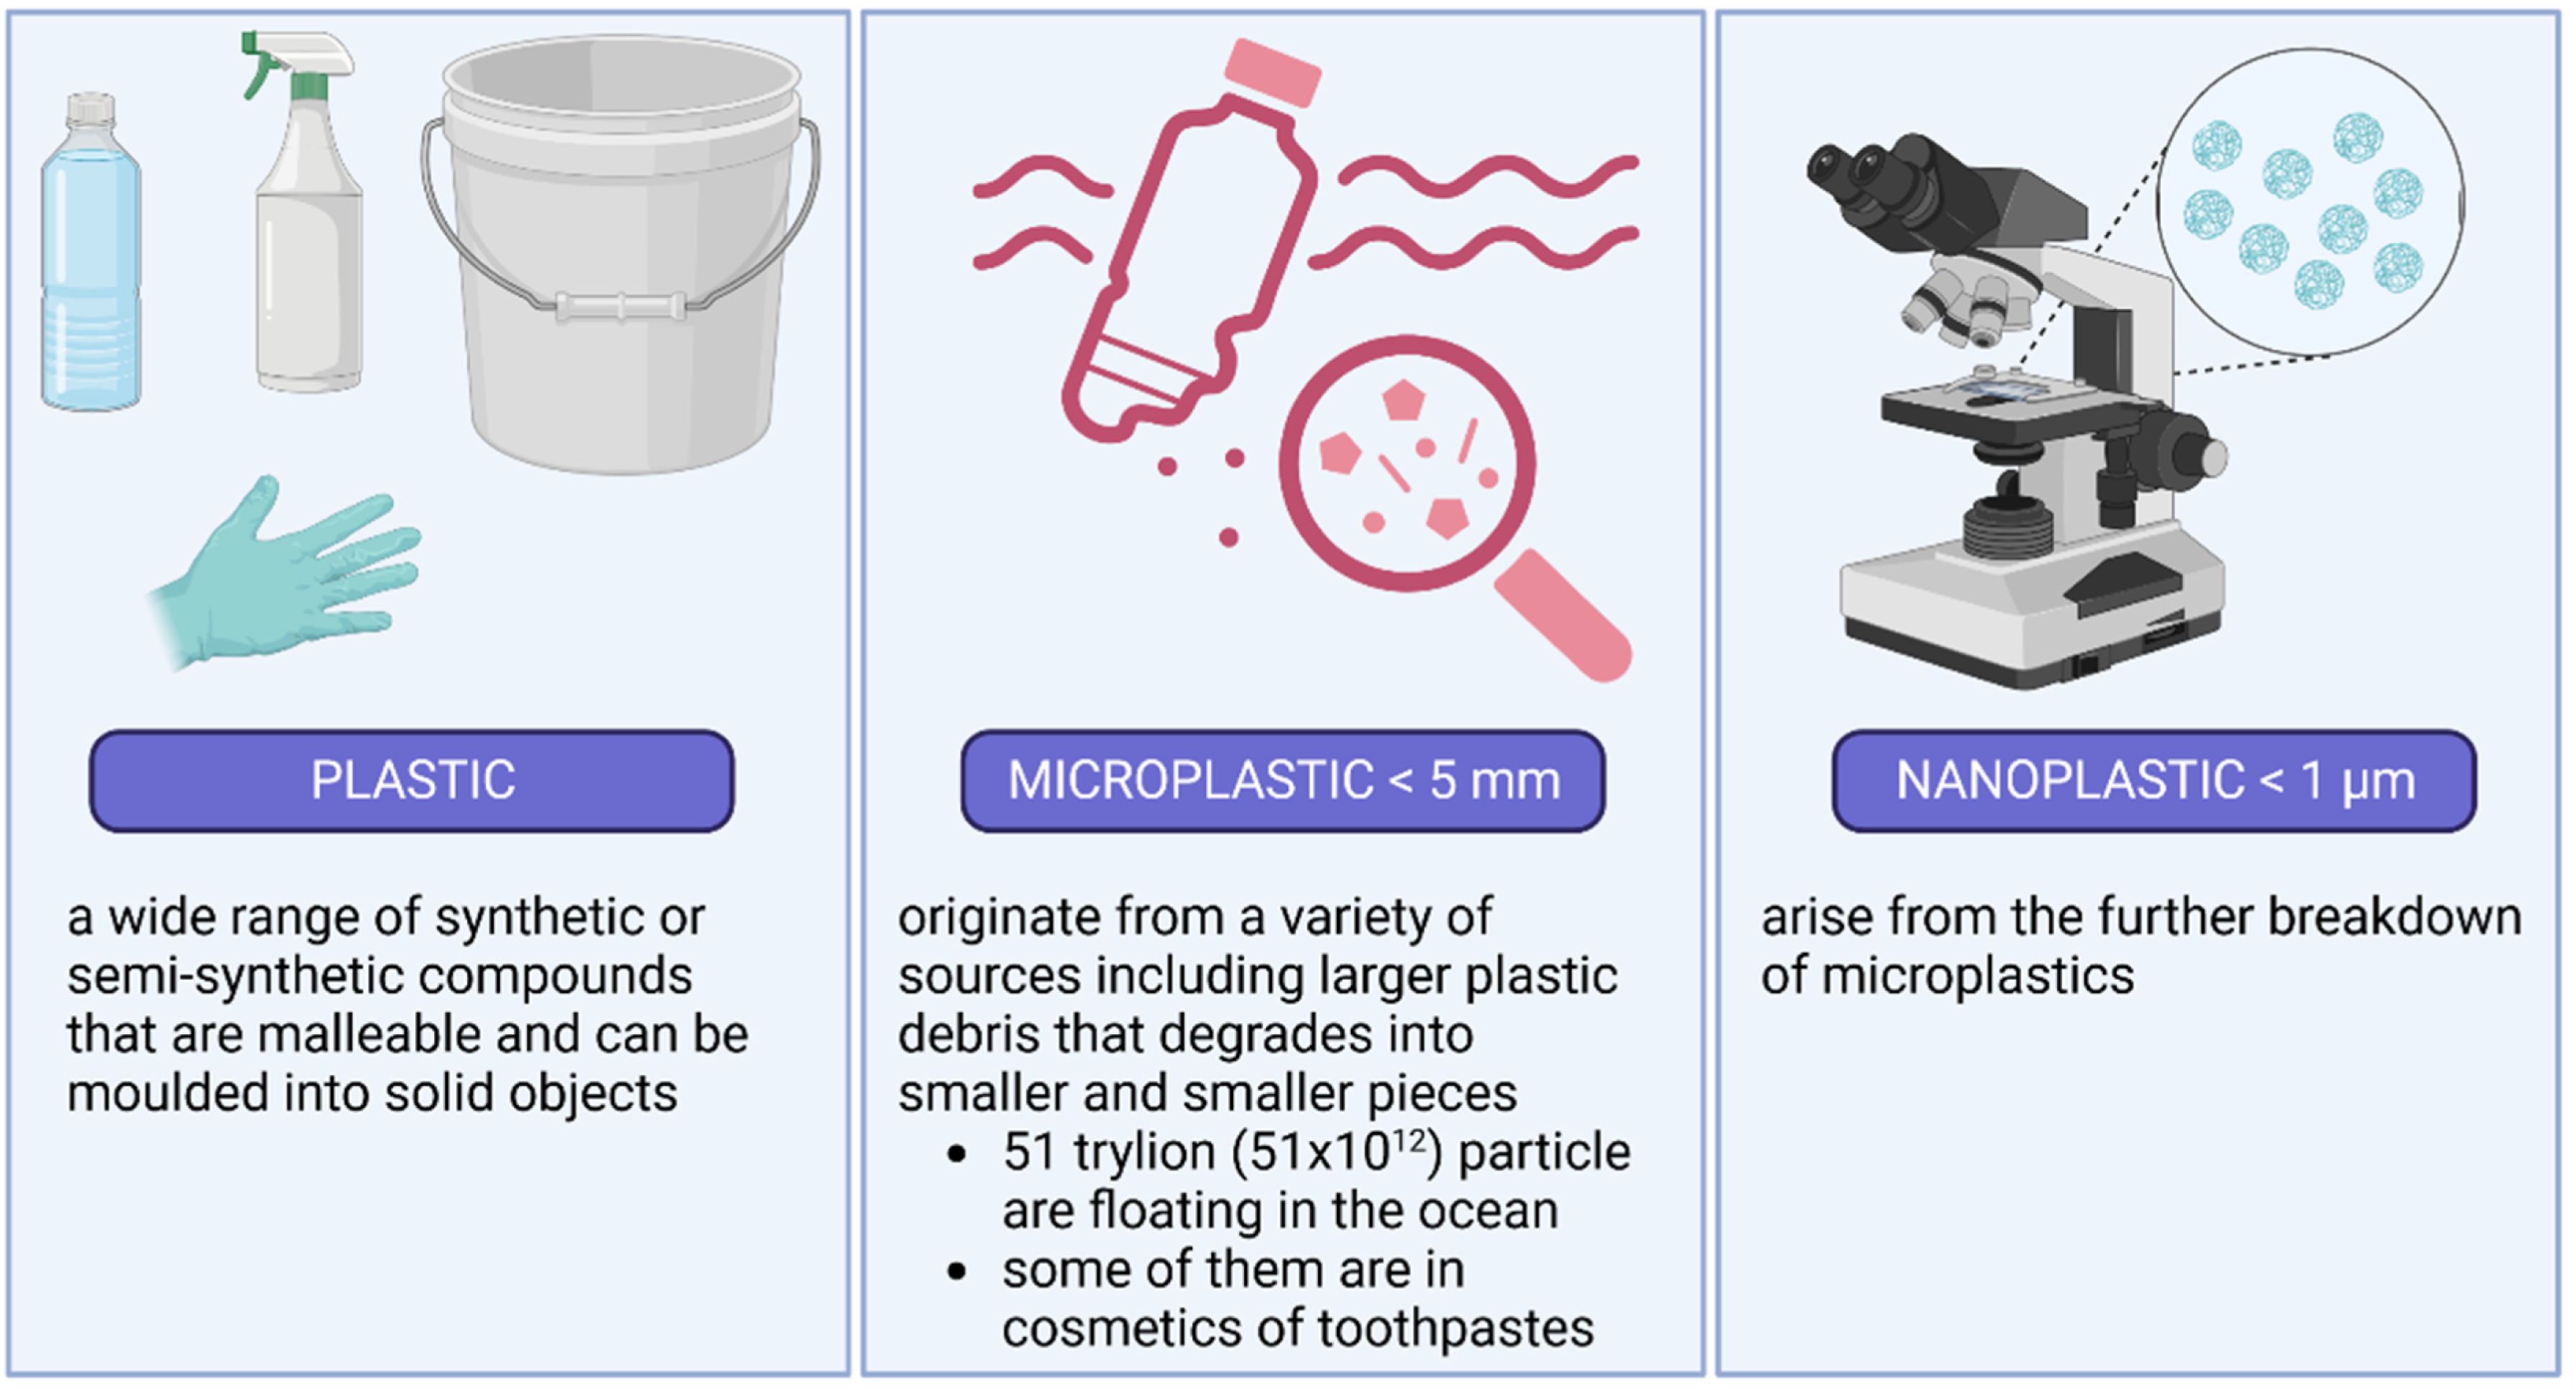 PLASTIC
a wide range of synthetic or
semi-synthetic compounds
that are malleable and can be
moulded into solid objects
MICROPLASTIC < 5 mm
originate from a variety of
sources including larger plastic
debris that degrades into
smaller and smaller pieces
• 51 trylion (51x10¹²) particle
are floating in the ocean
• some of them are in
cosmetics of toothpastes
NANOPLASTIC < 1 µm
arise from the further breakdown
of microplastics